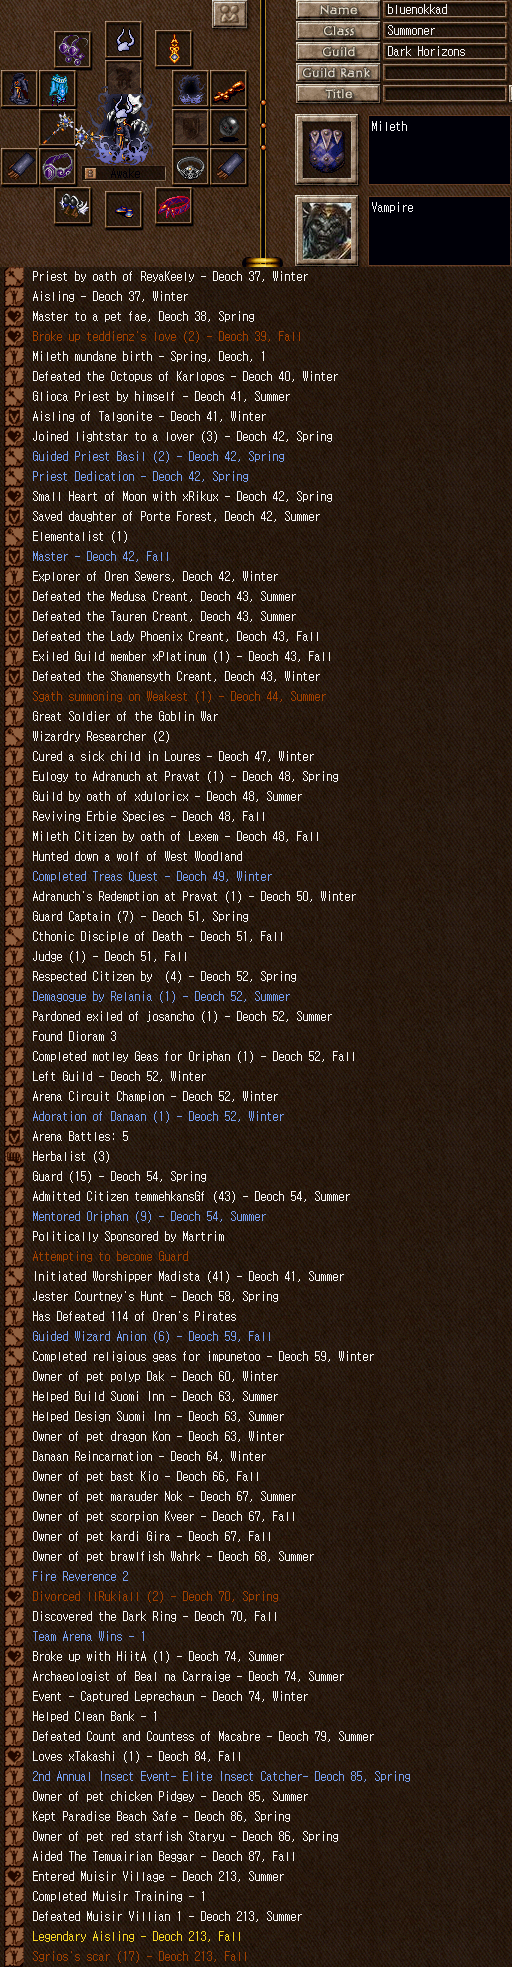 Name bluenokkad
Class Summoner
Guild Dark Horizons
Guild Rank
Title
Mileth
Awake
Vampire
Priest by oath of ReyaKeely - Deoch 37, Winter
Aisling - Deoch 37, Winter
Master to a pet fae, Deoch 38, Spring
Broke up teddienz's love (2) - Deoch 39, Fall
Mileth mundane birth - Spring, Deoch, 1
Defeated the Octopus of Karlopos - Deoch 40, Winter
Glioca Priest by himself - Deoch 41, Summer
Aisling of Talgonite - Deoch 41, Winter
Joined lightstar to a lover (3) - Deoch 42, Spring
Guided Priest Basil (2) - Deoch 42, Spring
Priest Dedication - Deoch 42, Spring
Small Heart of Moon with xRikux - Deoch 42, Spring
Saved daughter of Porte Forest, Deoch 42, Summer
Elementalist (1)
Master - Deoch 42, Fall
Explorer of Oren Sewers, Deoch 42, Winter
Defeated the Medusa Creant, Deoch 43, Summer
Defeated the Tauren Creant, Deoch 43, Summer
Defeated the Lady Phoenix Creant, Deoch 43, Fall
Exiled Guild member xPlatinum (1) - Deoch 43, Fall
Defeated the Shamensyth Creant, Deoch 43, Winter
Sgath summoning on Weakest (1) - Deoch 44, Summer
Great Soldier of the Goblin War
Wizardry Researcher (2)
Cured a sick child in Loures - Deoch 47, Winter
Eulogy to Adranuch at Pravat (1) - Deoch 48, Spring
Guild by oath of xduloricx - Deoch 48, Summer
Reviving Erbie Species - Deoch 48, Fall
Mileth Citizen by oath of Lexem - Deoch 48, Fall
Hunted down a wolf of West Woodland
Completed Treas Quest - Deoch 49, Winter
Adranuch's Redemption at Pravat (1) - Deoch 50, Winter
Guard Captain (7) - Deoch 51, Spring
Cthonic Disciple of Death - Deoch 51, Fall
Judge (1) - Deoch 51, Fall
Respected Citizen by  (4) - Deoch 52, Spring
Demagogue by Relania (1) - Deoch 52, Summer
Pardoned exiled of josancho (1) - Deoch 52, Summer
Found Dioram 3
Completed motley Geas for Oriphan (1) - Deoch 52, Fall
Left Guild - Deoch 52, Winter
Arena Circuit Champion - Deoch 52, Winter
Adoration of Danaan (1) - Deoch 52, Winter
Arena Battles: 5
Herbalist (3)
Guard (15) - Deoch 54, Spring
Admitted Citizen temmehkansGf (43) - Deoch 54, Summer
Mentored Oriphan (9) - Deoch 54, Summer
Politically Sponsored by Martrim
Attempting to become Guard
Initiated Worshipper Madista (41) - Deoch 41, Summer
Jester Courtney's Hunt - Deoch 58, Spring
Has Defeated 114 of Oren's Pirates
Guided Wizard Anion (6) - Deoch 59, Fall
Completed religious geas for impunetoo - Deoch 59, Winter
Owner of pet polyp Dak - Deoch 60, Winter
Helped Build Suomi Inn - Deoch 63, Summer
Helped Design Suomi Inn - Deoch 63, Summer
Owner of pet dragon Kon - Deoch 63, Winter
Danaan Reincarnation - Deoch 64, Winter
Owner of pet bast Kio - Deoch 66, Fall
Owner of pet marauder Nok - Deoch 67, Summer
Owner of pet scorpion Kveer - Deoch 67, Fall
Owner of pet kardi Gira - Deoch 67, Fall
Owner of pet brawlfish Wahrk - Deoch 68, Summer
Fire Reverence 2
Divorced llRukiall (2) - Deoch 70, Spring
Discovered the Dark Ring - Deoch 70, Fall
Team Arena Wins - 1
Broke up with HiitA (1) - Deoch 74, Summer
Archaeologist of Beal na Carraige - Deoch 74, Summer
Event - Captured Leprechaun - Deoch 74, Winter
Helped Clean Bank - 1
Defeated Count and Countess of Macabre - Deoch 79, Summer
Loves xTakashi (1) - Deoch 84, Fall
2nd Annual Insect Event- Elite Insect Catcher- Deoch 85, Spring
Owner of pet chicken Pidgey - Deoch 85, Summer
Kept Paradise Beach Safe - Deoch 86, Spring
Owner of pet red starfish Staryu - Deoch 86, Spring
Aided The Temuairian Beggar - Deoch 87, Fall
Entered Muisir Village - Deoch 213, Summer
Completed Muisir Training - 1
Defeated Muisir Villian 1 - Deoch 213, Summer
Legendary Aisling - Deoch 213, Fall
Sgrios's scar (17) - Deoch 213, Fall